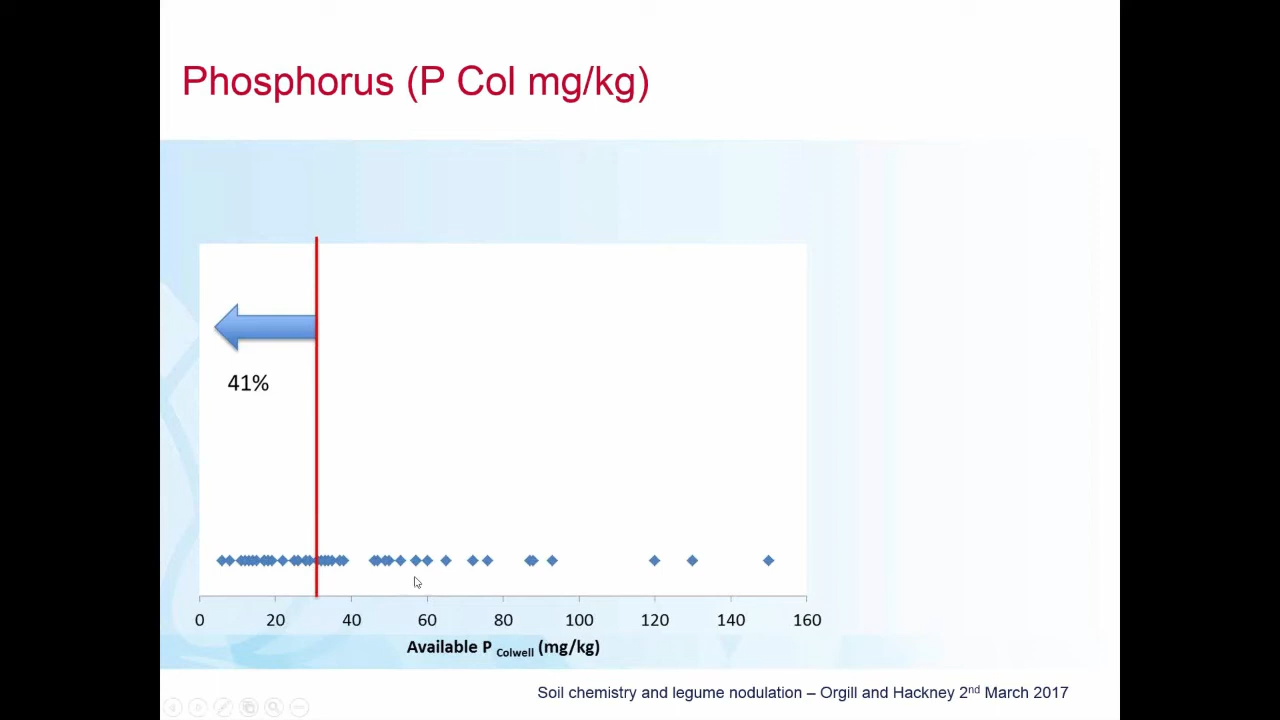 Phosphorus (P Col mg/kg)
41%
0 20 40 60 80 100 120 140 160
Available P Colwell (mg/kg)
Soil chemistry and legume nodulation – Orgill and Hackney 2nd March 2017